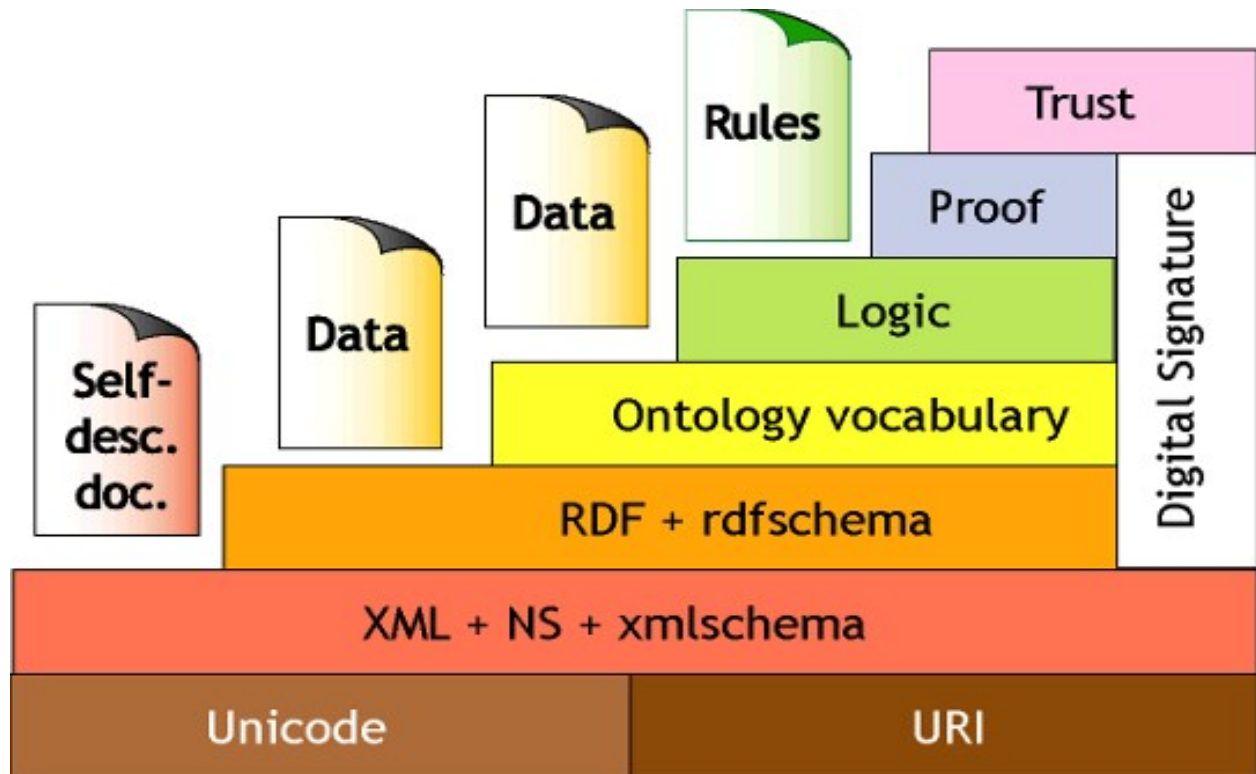 Rules
Trust
Data
Proof
Data
Logic
Self-
desc.
doc.
Ontology vocabulary
Digital Signature
RDF + rdfschema
XML + NS + xmlschema
Unicode
URI